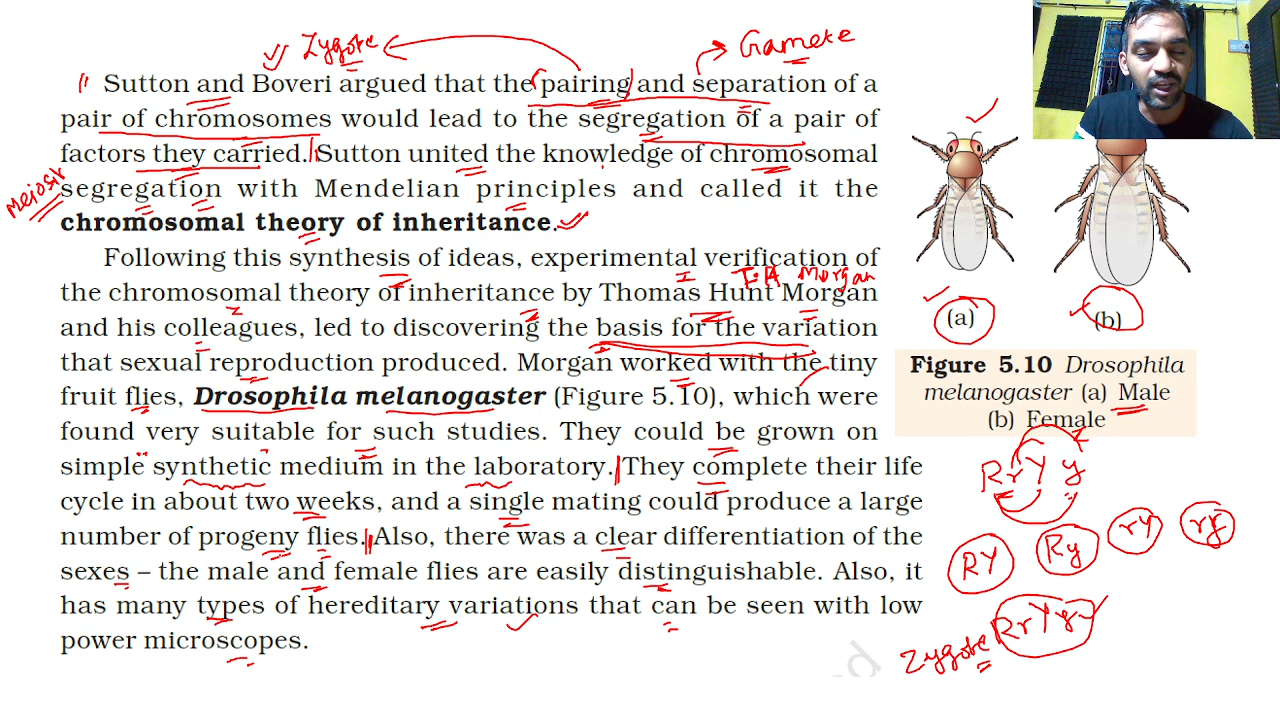 Zygote
Gamete
Sutton and Boveri argued that the pairing and separation of a
pair of chromosomes would lead to the segregation of a pair of
factors they carried. Sutton united the knowledge of chromosomal
Meiosis
segregation with Mendelian principles and called it the
chromosomal theory of inheritance.
Following this synthesis of ideas, experimental verification of
T.A Morgan
the chromosomal theory of inheritance by Thomas Hunt Morgan
and his colleagues, led to discovering the basis for the variation
that sexual reproduction produced. Morgan worked with the tiny
fruit flies, Drosophila melanogaster (Figure 5.10), which were
found very suitable for such studies. They could be grown on
simple synthetic medium in the laboratory. They complete their life
cycle in about two weeks, and a single mating could produce a large
number of progeny flies. Also, there was a clear differentiation of the
sexes – the male and female flies are easily distinguishable. Also, it
has many types of hereditary variations that can be seen with low
power microscopes.
(a)
(b)
Figure 5.10 Drosophila
melanogaster (a) Male
(b) Female
RrYy
RY Ry rY ry
RrYy
Zygote